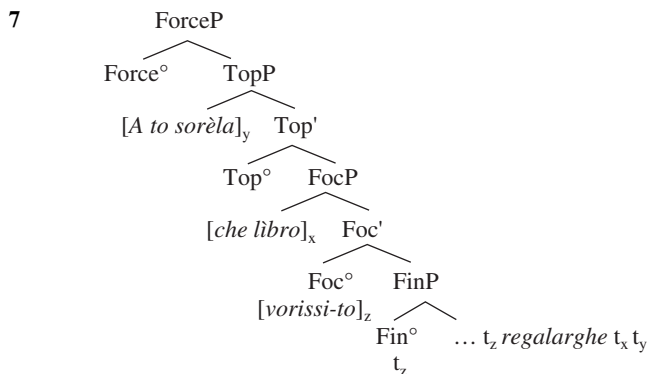 7 ForceP
Force° TopP
[A to sorèla]y Top'
Top° FocP
[che lìbro]x Foc'
Foc° FinP
[vorissi-to]z
Fin° … tz regalarghe tx ty
tz